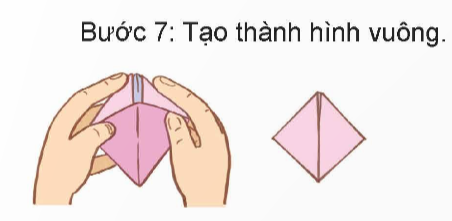 Bước 7: Tạo thành hình vuông.